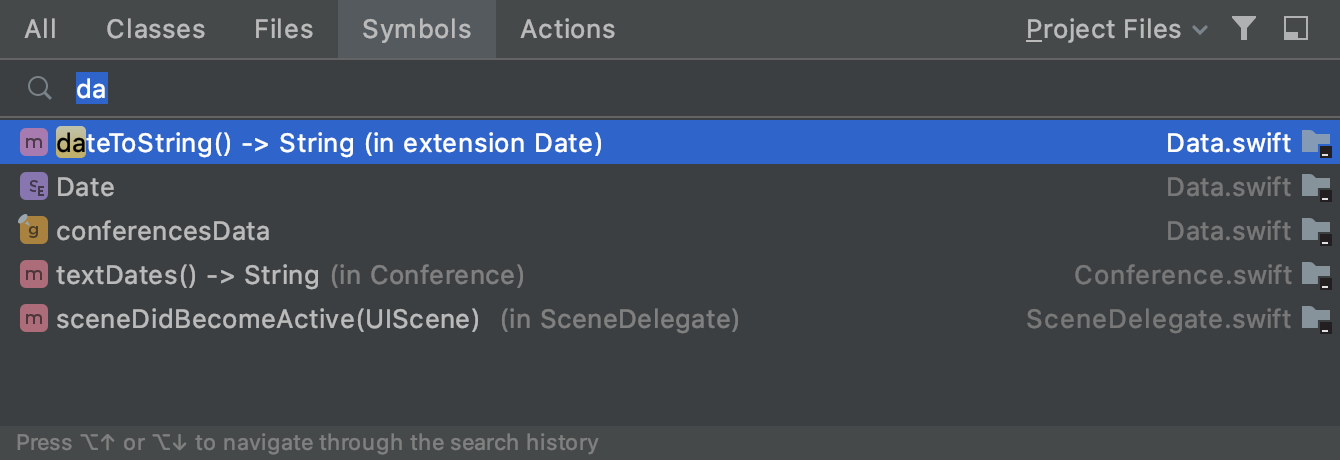 All Classes Files Symbols Actions Project Files
da
m dateToString() -> String (in extension Date) Data.swift
SE Date Data.swift
g conferencesData Data.swift
m textDates() -> String (in Conference) Conference.swift
m sceneDidBecomeActive(UIScene) (in SceneDelegate) SceneDelegate.swift
Press ⌥↑ or ⌥↓ to navigate through the search history